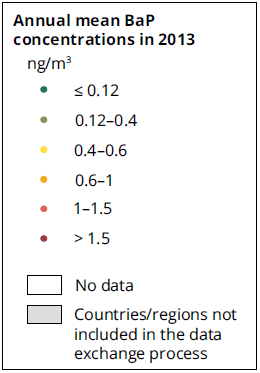 Annual mean BaP
concentrations in 2013
ng/m³
≤ 0.12
0.12–0.4
0.4–0.6
0.6–1
1–1.5
> 1.5
No data
Countries/regions not
included in the data
exchange process